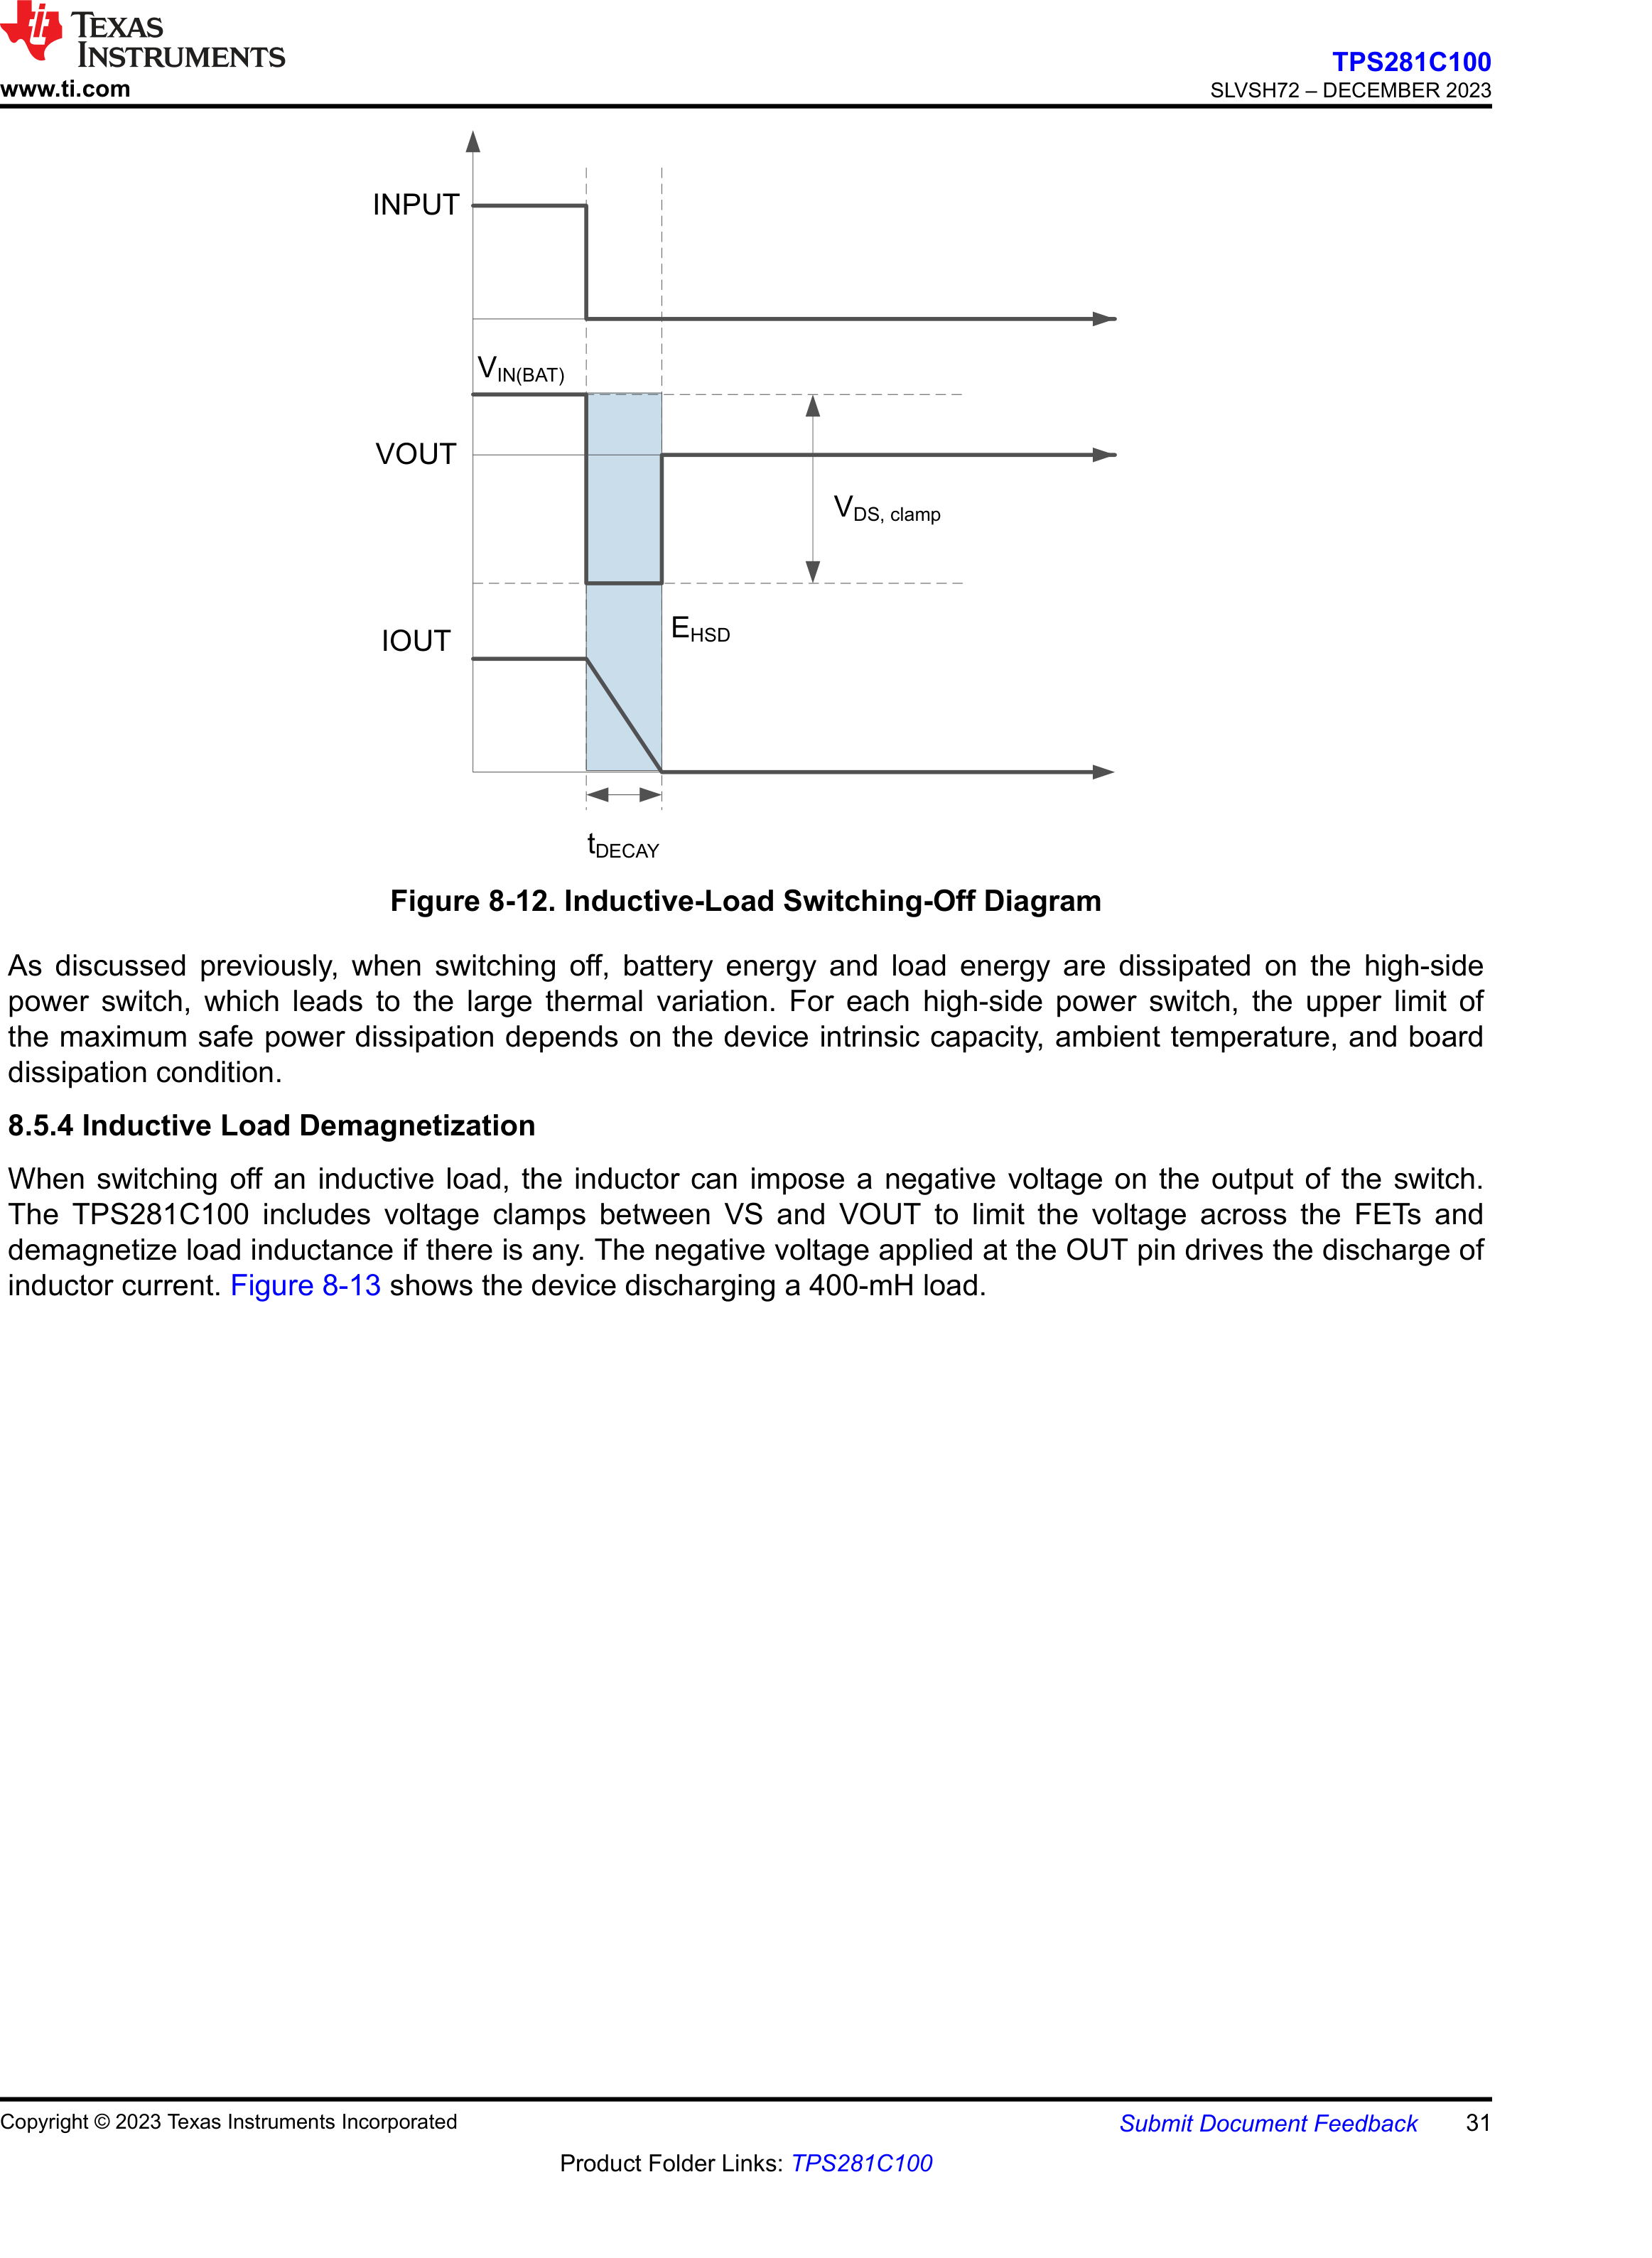 TEXAS
INSTRUMENTS
www.ti.com
TPS281C100
SLVSH72 – DECEMBER 2023
INPUT
VIN(BAT)
VOUT
VDS, clamp
EHSD
IOUT
tDECAY
Figure 8-12. Inductive-Load Switching-Off Diagram
As discussed previously, when switching off, battery energy and load energy are dissipated on the high-side
power switch, which leads to the large thermal variation. For each high-side power switch, the upper limit of
the maximum safe power dissipation depends on the device intrinsic capacity, ambient temperature, and board
dissipation condition.
8.5.4 Inductive Load Demagnetization
When switching off an inductive load, the inductor can impose a negative voltage on the output of the switch.
The TPS281C100 includes voltage clamps between VS and VOUT to limit the voltage across the FETs and
demagnetize load inductance if there is any. The negative voltage applied at the OUT pin drives the discharge of
inductor current. Figure 8-13 shows the device discharging a 400-mH load.
Copyright © 2023 Texas Instruments Incorporated
Submit Document Feedback 31
Product Folder Links: TPS281C100